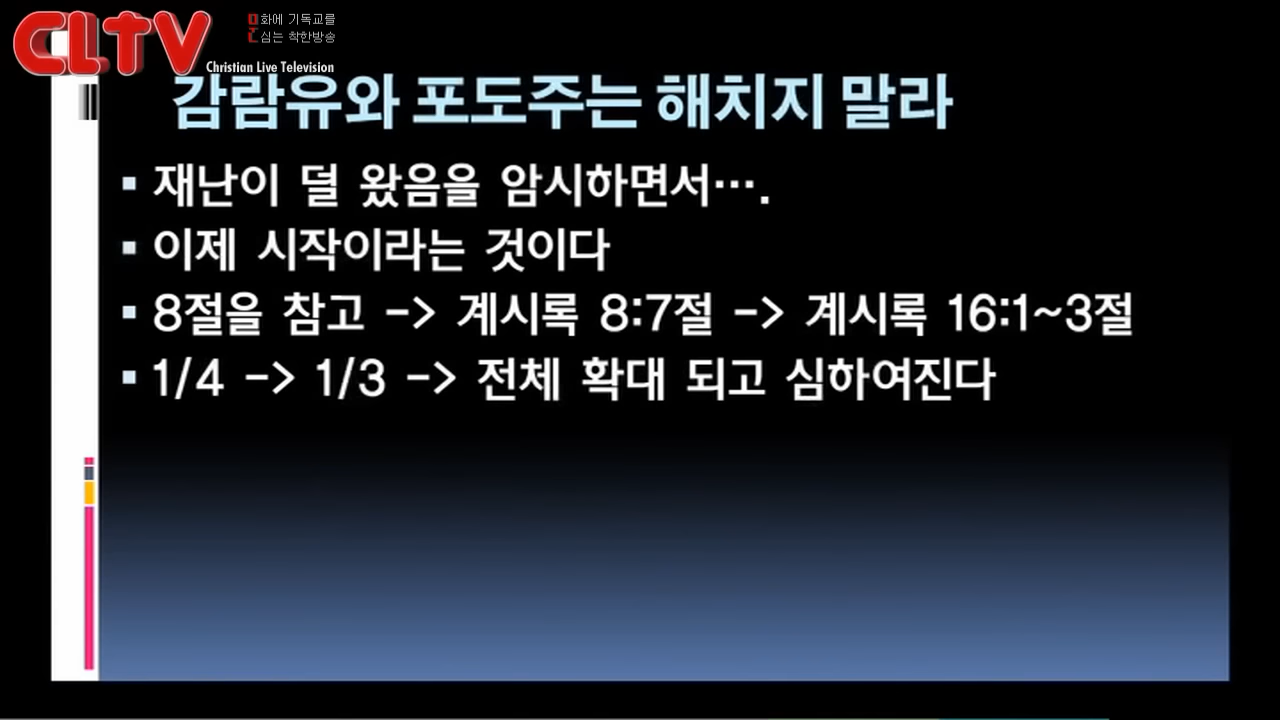 CLTV
문화에 기독교를
심는 착한방송
Christian Live Television
감람유와 포도주는 해치지 말라
재난이 덜 왔음을 암시하면서….
이제 시작이라는 것이다
8절을 참고 -> 계시록 8:7절 -> 계시록 16:1~3절
1/4 -> 1/3 -> 전체 확대 되고 심하여진다